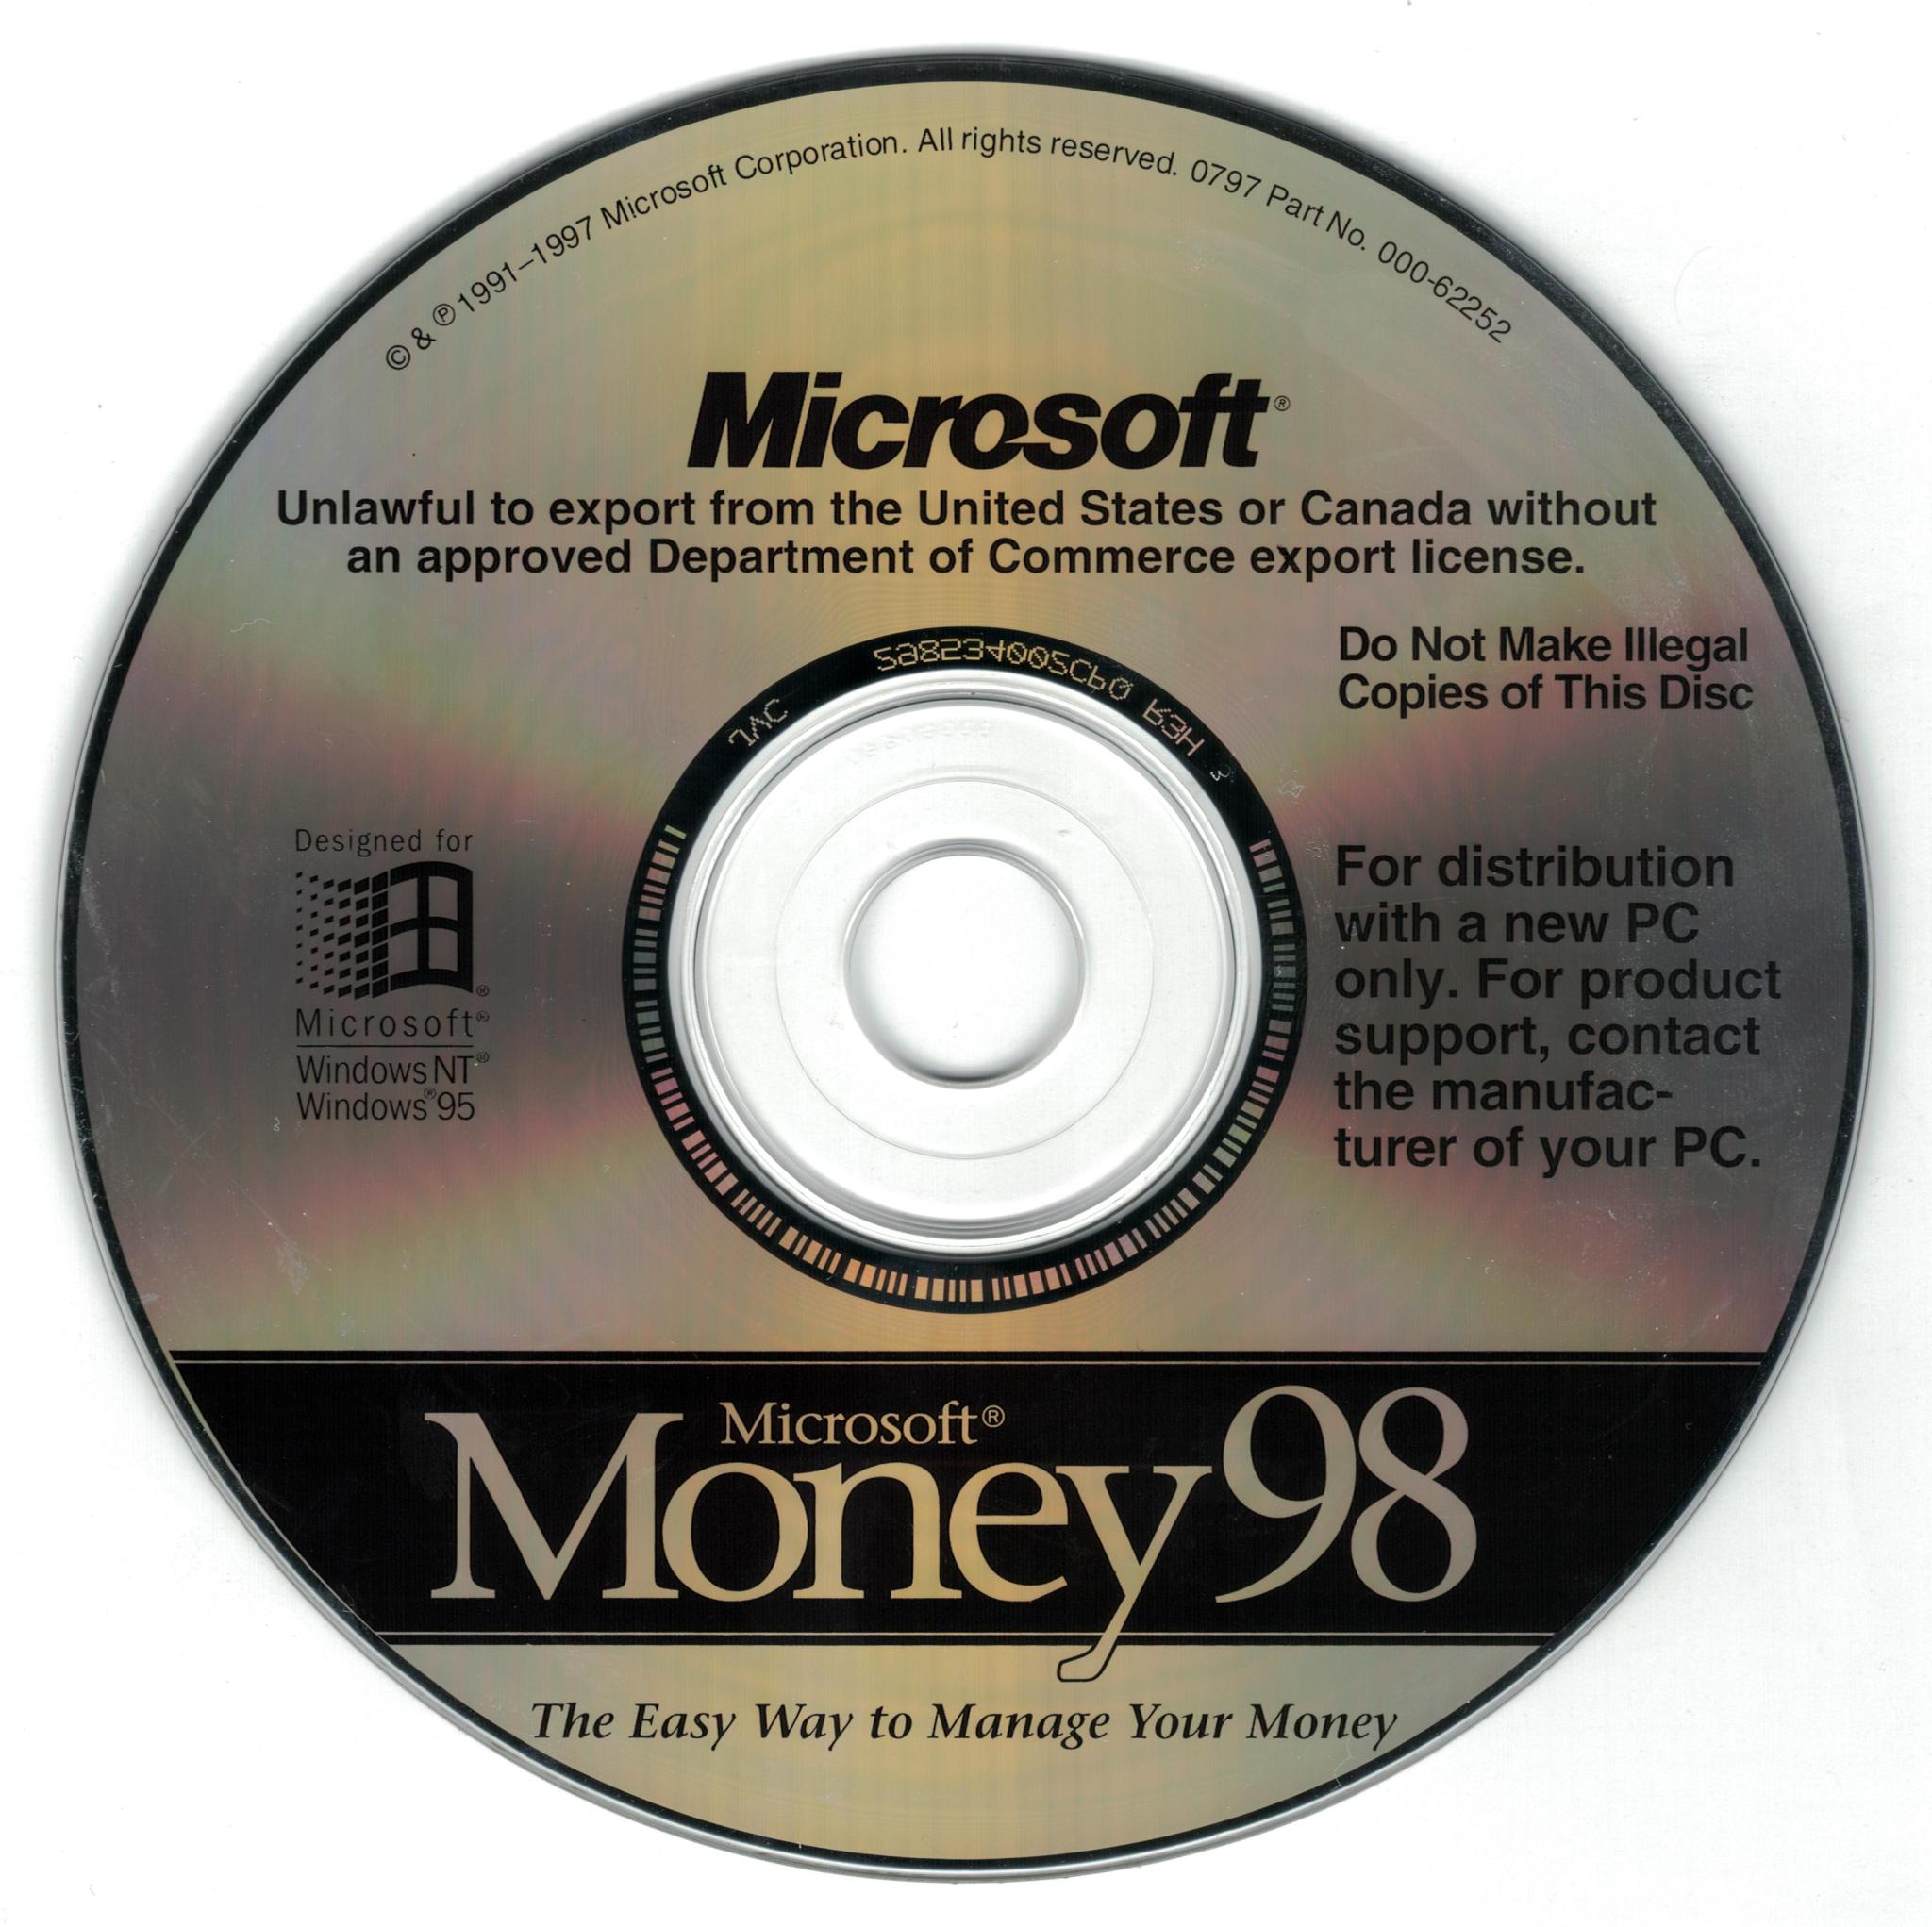 © & ℗ 1991–1997 Microsoft Corporation. All rights reserved. 0797 Part No. 000-62252
Microsoft®
Unlawful to export from the United States or Canada without
an approved Department of Commerce export license.
Do Not Make Illegal
Copies of This Disc
Designed for
Microsoft®
Windows NT®
Windows®95
For distribution
with a new PC
only. For product
support, contact
the manufac-
turer of your PC.
Microsoft®
Money98
The Easy Way to Manage Your Money